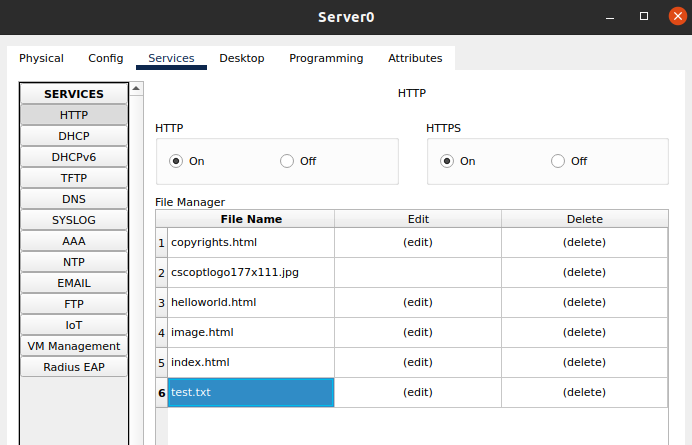 Server0
Physical Config Services Desktop Programming Attributes
SERVICES
HTTP
DHCP
DHCPv6
TFTP
DNS
SYSLOG
AAA
NTP
EMAIL
FTP
IoT
VM Management
Radius EAP
HTTP
HTTP HTTPS
On Off On Off
File Manager
File Name Edit Delete
1 copyrights.html (edit) (delete)
2 cscoptlogo177x111.jpg (delete)
3 helloworld.html (edit) (delete)
4 image.html (edit) (delete)
5 index.html (edit) (delete)
6 test.txt (edit) (delete)